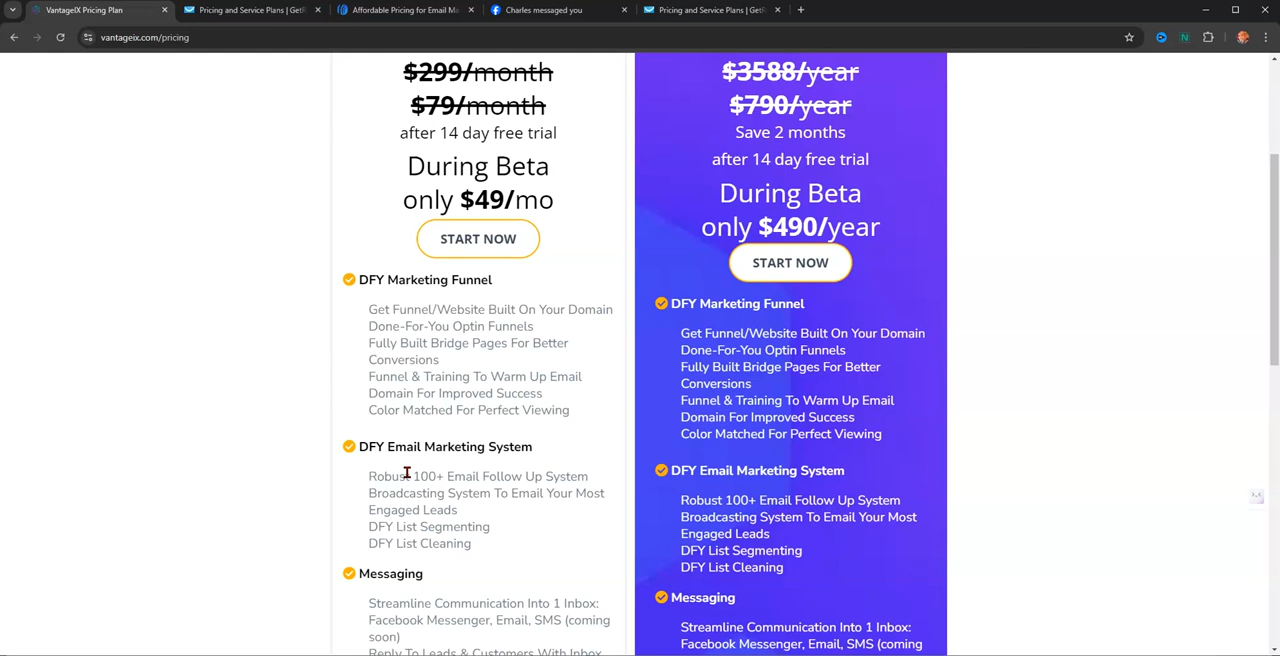 VantageIX Pricing Plan
Pricing and Service Plans | GetR
Affordable Pricing for Email Ma
Charles messaged you
Pricing and Service Plans | GetR
vantageix.com/pricing
$299/month
$79/month
after 14 day free trial
During Beta
only $49/mo
START NOW
DFY Marketing Funnel
Get Funnel/Website Built On Your Domain
Done-For-You Optin Funnels
Fully Built Bridge Pages For Better
Conversions
Funnel & Training To Warm Up Email
Domain For Improved Success
Color Matched For Perfect Viewing
DFY Email Marketing System
Robust 100+ Email Follow Up System
Broadcasting System To Email Your Most
Engaged Leads
DFY List Segmenting
DFY List Cleaning
Messaging
Streamline Communication Into 1 Inbox:
Facebook Messenger, Email, SMS (coming
soon)
Reply To Leads & Customers With Inbox
$3588/year
$790/year
Save 2 months
after 14 day free trial
During Beta
only $490/year
START NOW
DFY Marketing Funnel
Get Funnel/Website Built On Your Domain
Done-For-You Optin Funnels
Fully Built Bridge Pages For Better
Conversions
Funnel & Training To Warm Up Email
Domain For Improved Success
Color Matched For Perfect Viewing
DFY Email Marketing System
Robust 100+ Email Follow Up System
Broadcasting System To Email Your Most
Engaged Leads
DFY List Segmenting
DFY List Cleaning
Messaging
Streamline Communication Into 1 Inbox:
Facebook Messenger, Email, SMS (coming